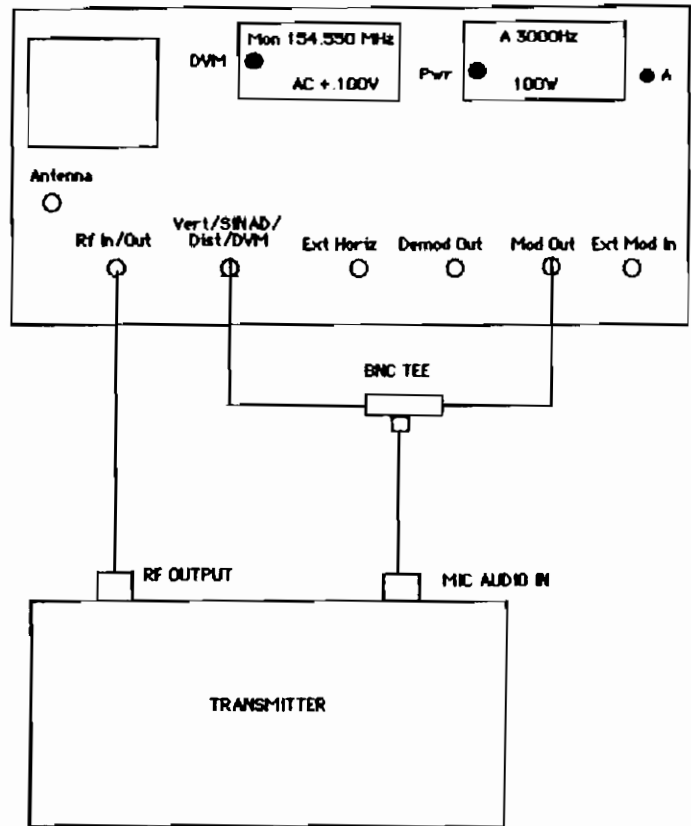 Mon 154.550 MHz
DVM
AC +.100V
A 3000Hz
Pwr
100W
A
Antenna
Rf In/Out
Vert/SINAD/
Dist/DVM
Ext Horiz
Demod Out
Mod Out
Ext Mod In
BNC TEE
RF OUTPUT
MIC AUDIO IN
TRANSMITTER